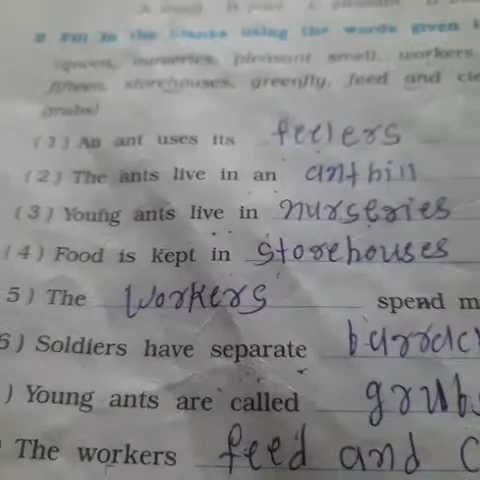 2 Fill in the blanks using the words given
queen, nurseries, pleasant smell, workers
fifteen, storehouses, greenfly, feed and cle
grubs)
(1) An ant uses its feelers
(2) The ants live in an anthill
(3) Young ants live in nurseries
(4) Food is kept in storehouses
5) The Workers spend m
6) Soldiers have separate barrac
) Young ants are called grubs
The workers feed and c